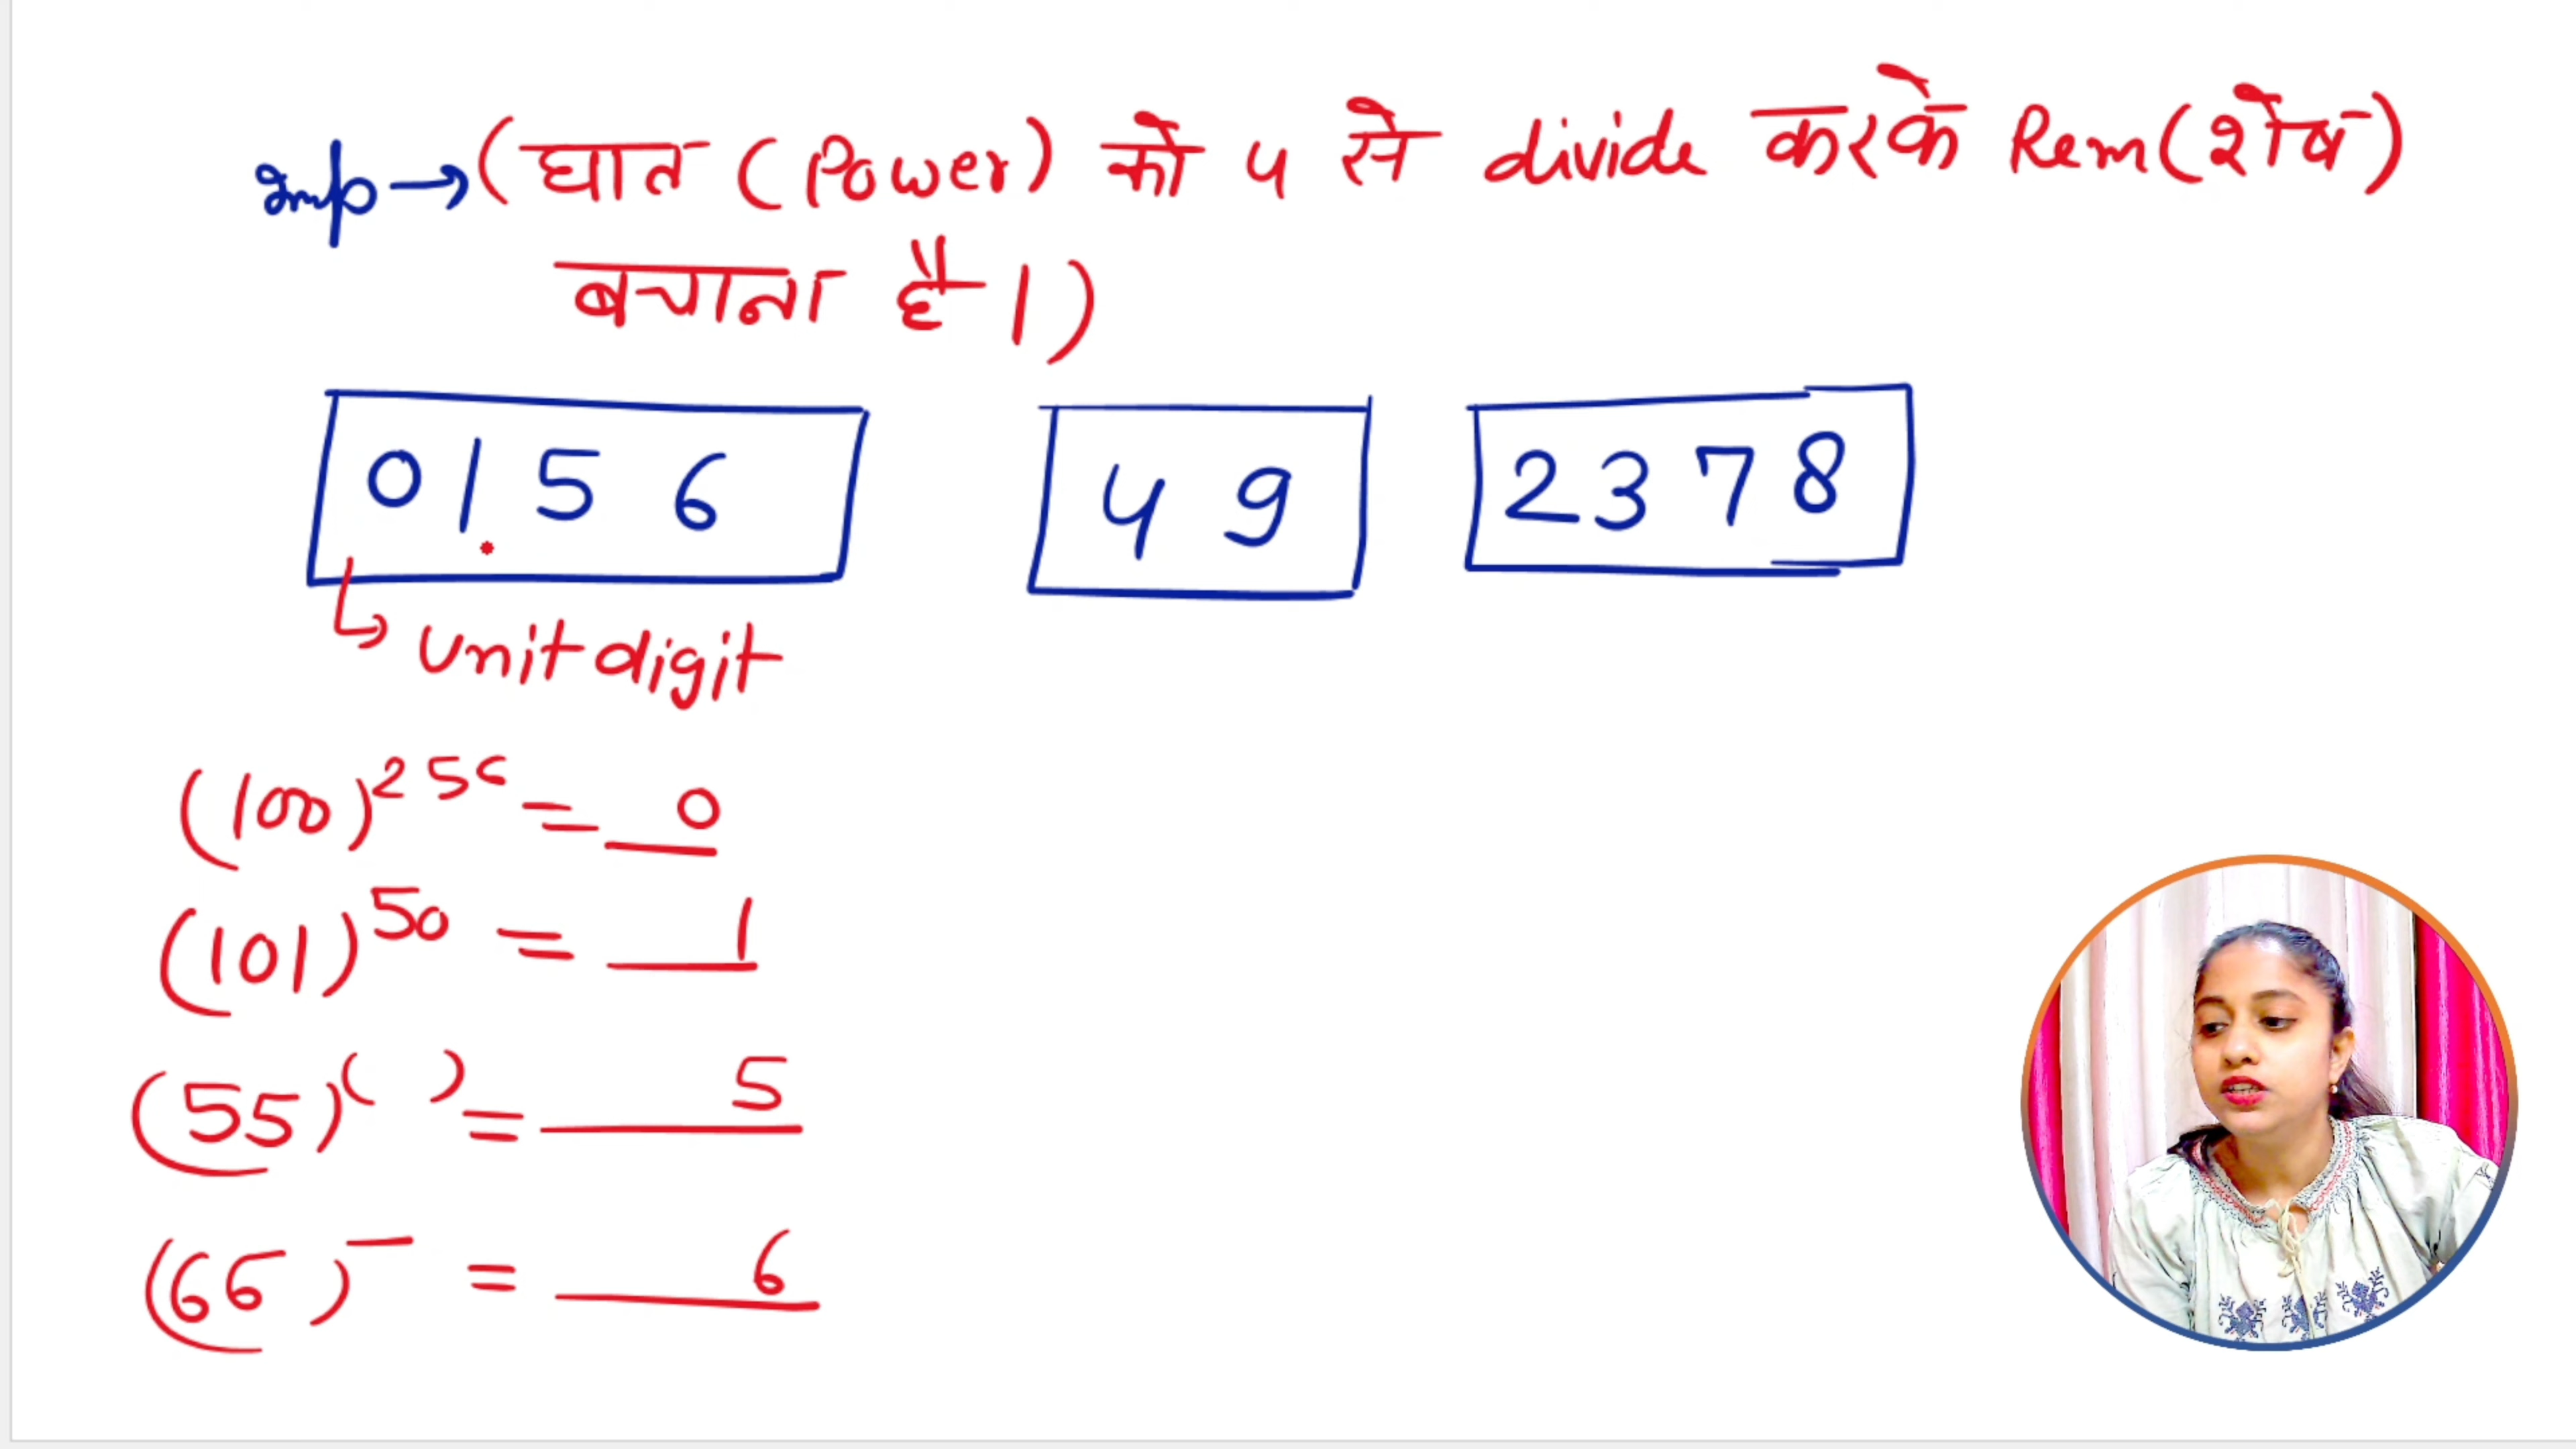 Imp → (घात (Power) को 4 से divide करके Rem(शेष)
बचाना है।)
0 1 5 6
4 9
2 3 7 8
↳ unit digit
(100)^256 = 0
(101)^50 = 1
(55)^( ) = 5
(66)^— = 6